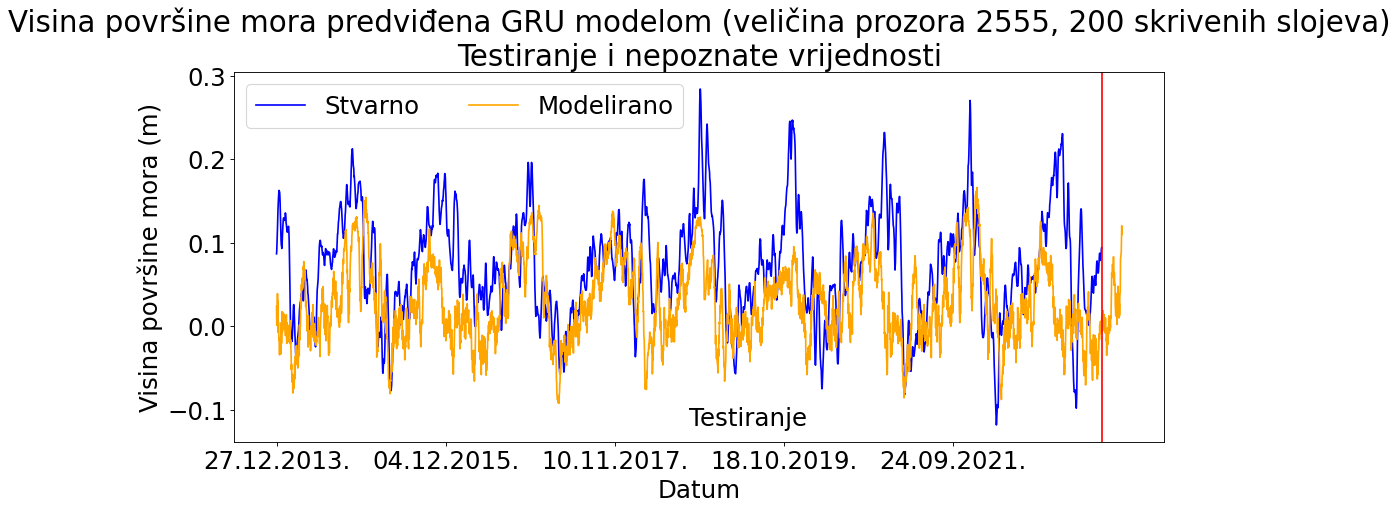 Visina površine mora predviđena GRU modelom (veličina prozora 2555, 200 skrivenih slojeva)
Testiranje i nepoznate vrijednosti
Stvarno
Modelirano
Visina površine mora (m)
0.3
0.2
0.1
0.0
−0.1
Testiranje
27.12.2013.
04.12.2015.
10.11.2017.
18.10.2019.
24.09.2021.
Datum